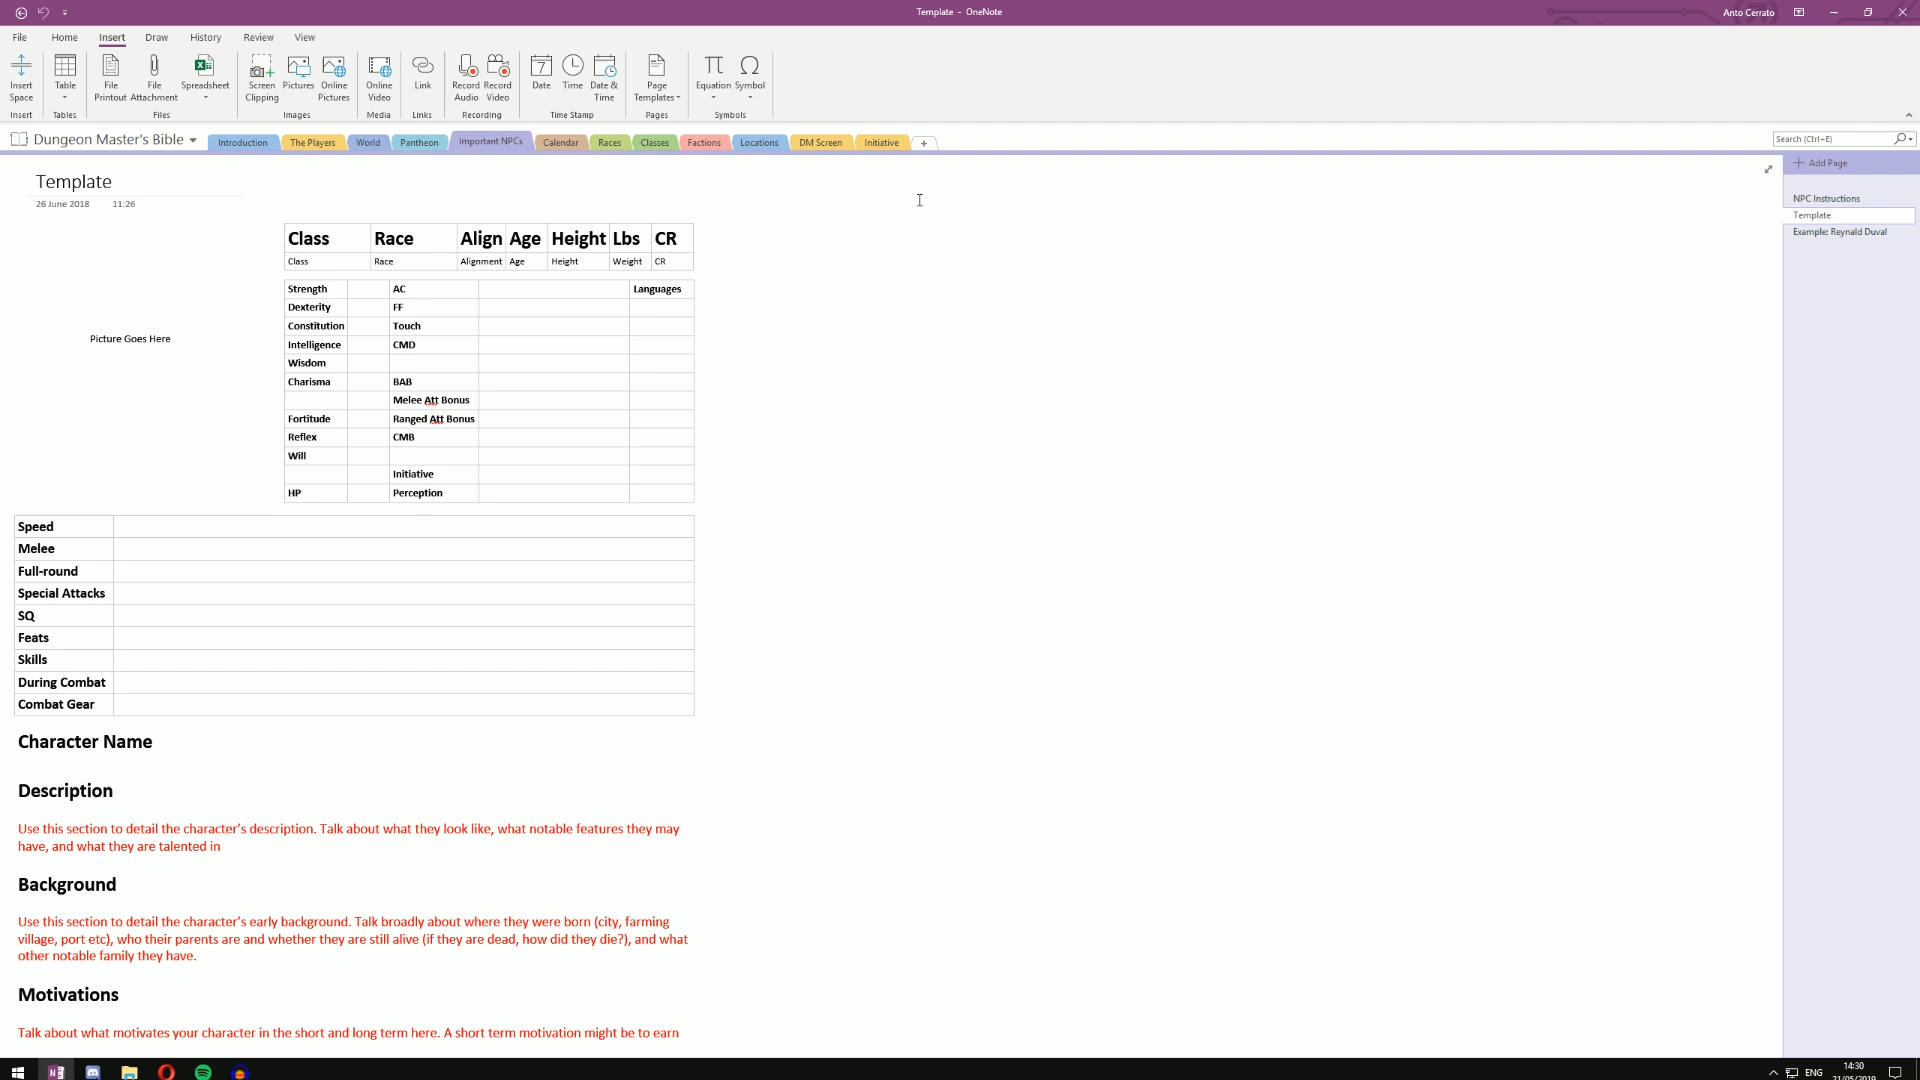 Template - OneNote
Anto Cerrato
File Home Insert Draw History Review View
Insert Space
Table
File Printout
File Attachment
Spreadsheet
Screen Clipping
Pictures
Online Pictures
Online Video
Link
Record Audio
Record Video
Date
Time
Date & Time
Page Templates
Equation
Symbol
Insert Tables Files Images Media Links Recording Time Stamp Pages Symbols
Dungeon Master's Bible Introduction The Players World Pantheon Important NPCs Calendar Races Classes Factions Locations DM Screen Initiative +
Search (Ctrl+E)
Add Page
NPC Instructions
Template
Example: Reynald Duval
Template
26 June 2018 11:26
Picture Goes Here
Class Race Align Age Height Lbs CR
Class Race Alignment Age Height Weight CR
Strength AC Languages
Dexterity FF
Constitution Touch
Intelligence CMD
Wisdom
Charisma BAB
Melee Att Bonus
Fortitude Ranged Att Bonus
Reflex CMB
Will
Initiative
HP Perception
Speed
Melee
Full-round
Special Attacks
SQ
Feats
Skills
During Combat
Combat Gear
Character Name
Description
Use this section to detail the character's description. Talk about what they look like, what notable features they may
have, and what they are talented in
Background
Use this section to detail the character's early background. Talk broadly about where they were born (city, farming
village, port etc), who their parents are and whether they are still alive (if they are dead, how did they die?), and what
other notable family they have.
Motivations
Talk about what motivates your character in the short and long term here. A short term motivation might be to earn
ENG
14:30
21/05/2019